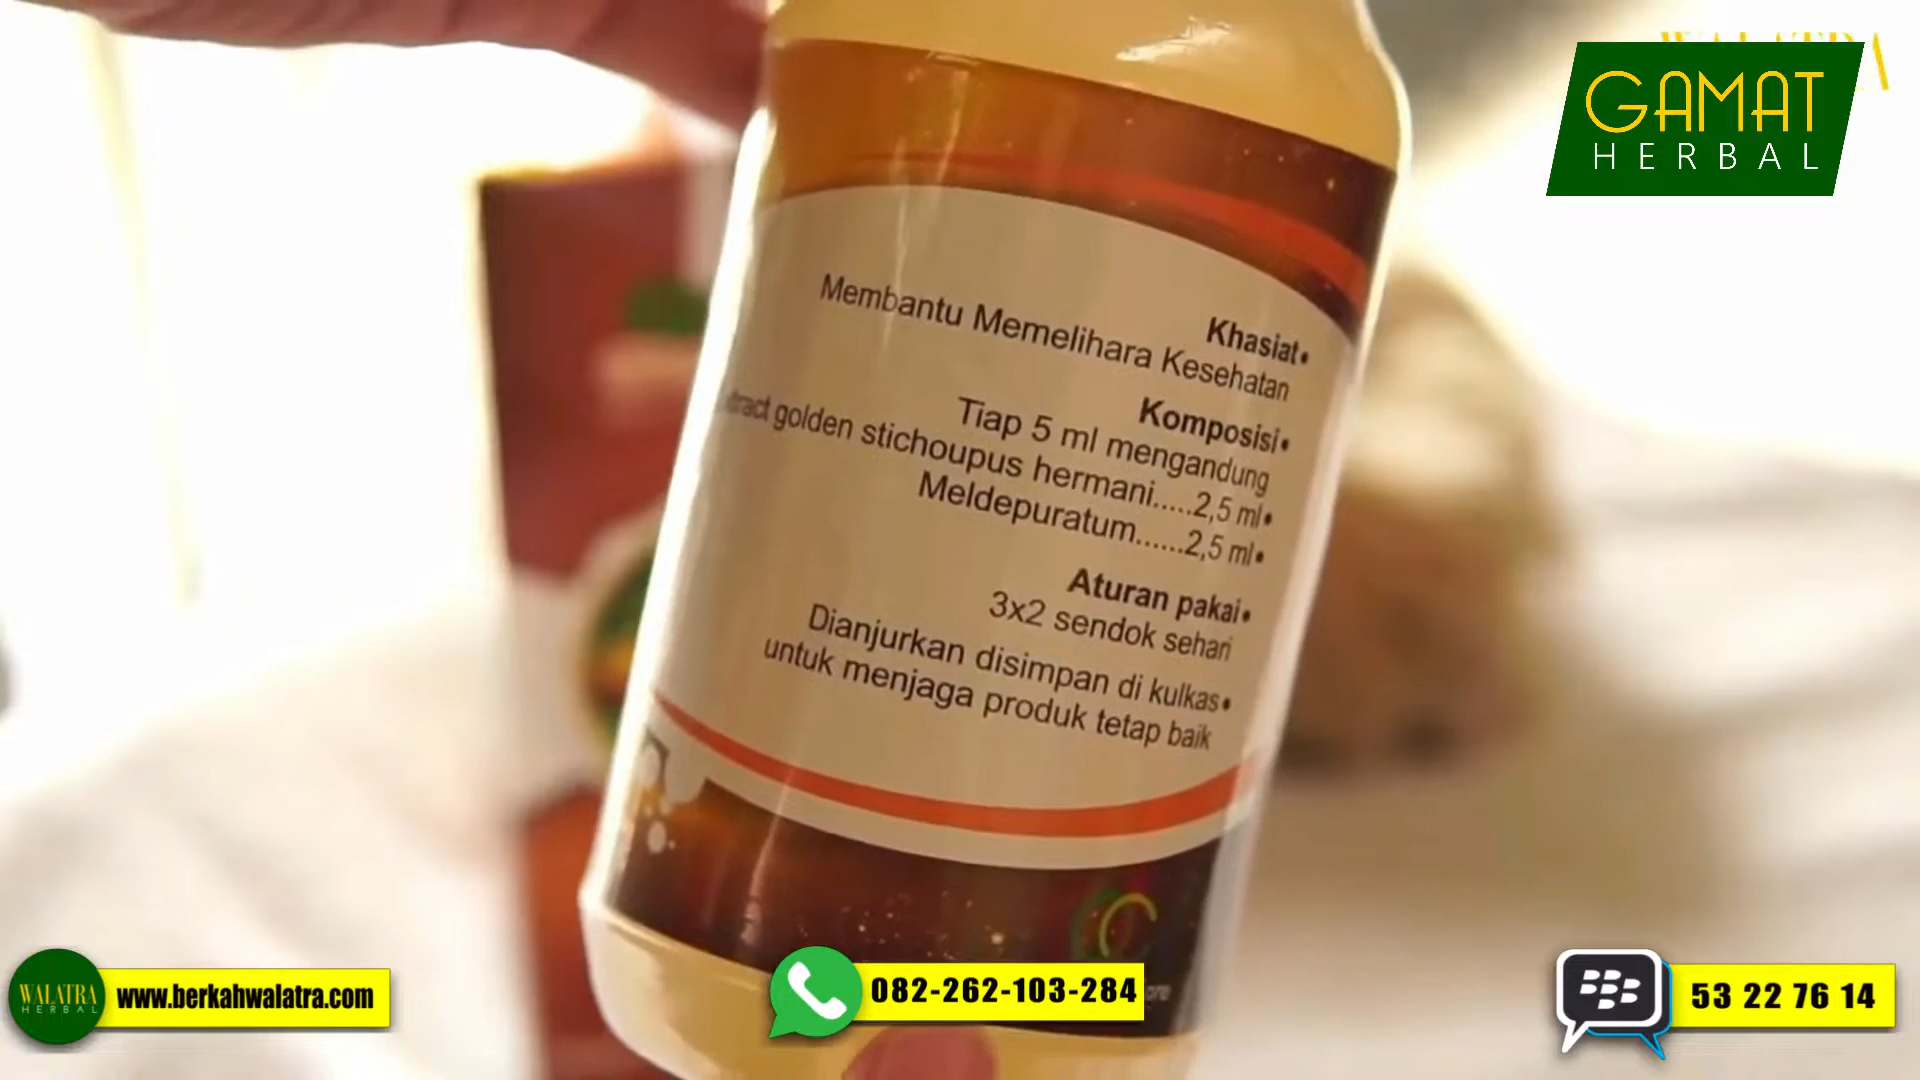 WALATRA
GAMAT
HERBAL
Khasiat•
Membantu Memelihara Kesehatan
Komposisi•
Tiap 5 ml mengandung
golden stichoupus hermani.....2,5 ml•
Meldepuratum......2,5 ml•
Aturan pakai•
3x2 sendok sehari
Dianjurkan disimpan di kulkas•
untuk menjaga produk tetap baik
WALATRA
HERBAL
www.berkahwalatra.com
082-262-103-284
53 22 76 14